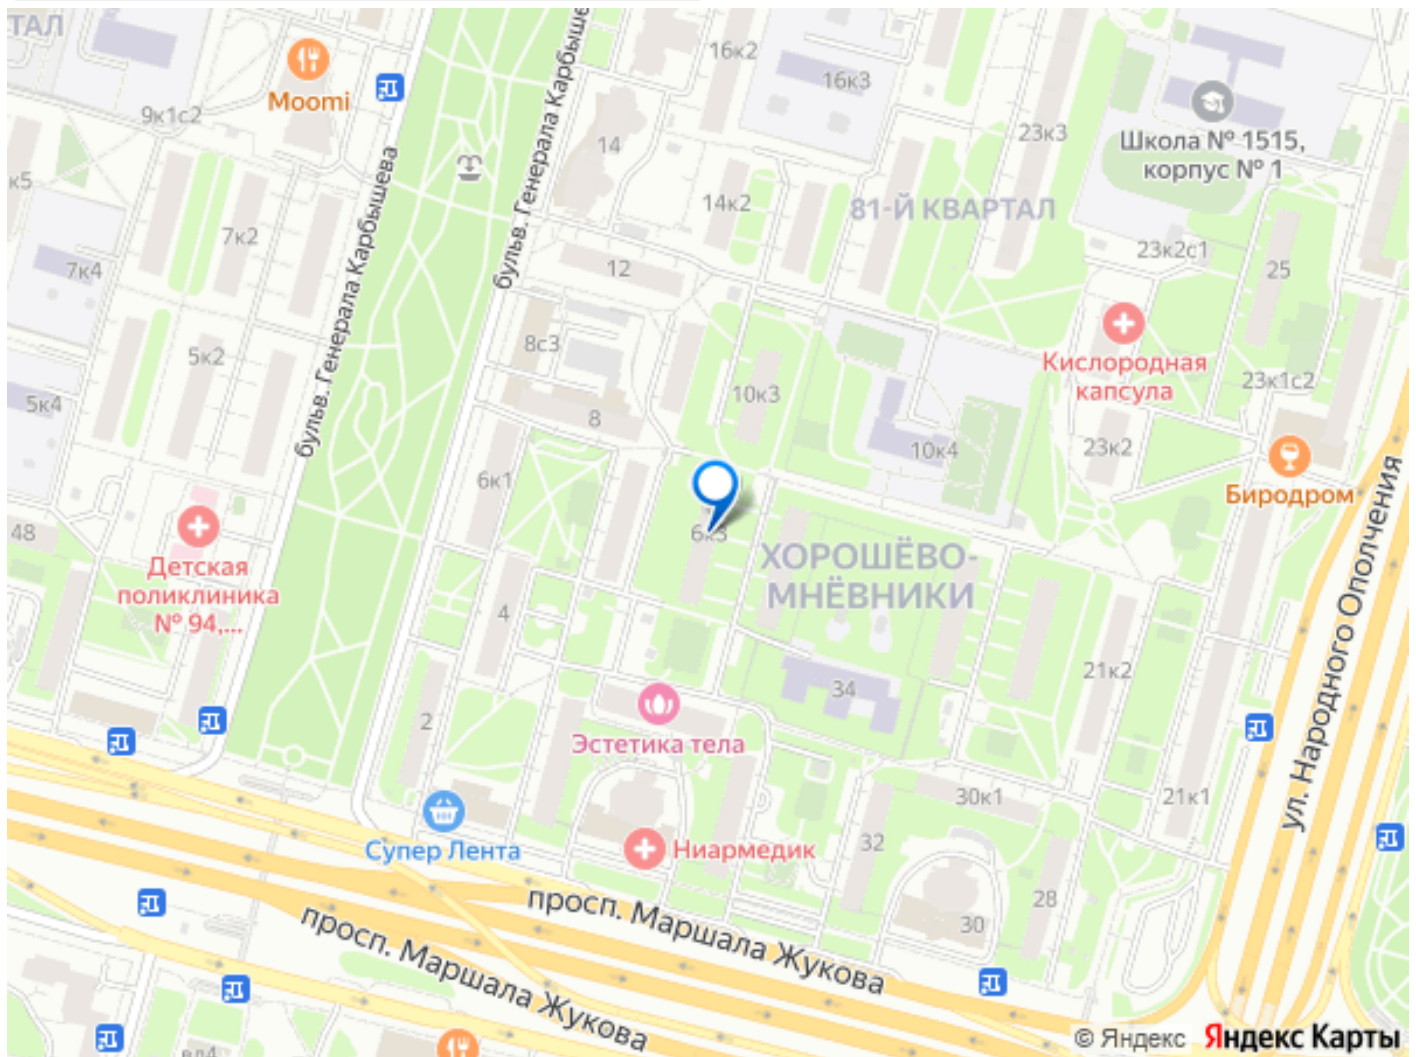 ТАЛ
Moomi
9к1с2
16к2
16к3
14
23к3
Школа № 1515,
корпус № 1
бульв. Генерала Карбышева
бульв. Генерала Карбыше
к5
7к2
14к2
81-Й КВАРТАЛ
23к2с1
7к4
12
25
5к2
8с3
Кислородная
капсула
5к4
10к3
23к1с2
8
10к4
23к2
6к1
Биродром
48
ХОРОШЁВО-
МНЁВНИКИ
Детская
поликлиника
№ 94,...
4
ул. Народного Ополчения
21к2
34
2
Эстетика тела
30к1
21к1
Супер Лента
Ниармедик
32
28
30
просп. Маршала Жукова
просп. Маршала Жукова
© Яндекс Яндекс Карты